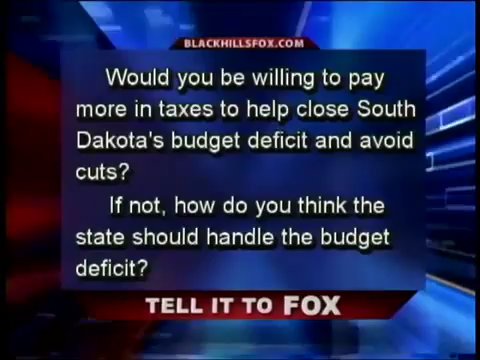 BLACKHILLSFOX.COM
Would you be willing to pay
more in taxes to help close South
Dakota's budget deficit and avoid
cuts?
If not, how do you think the
state should handle the budget
deficit?
TELL IT TO FOX